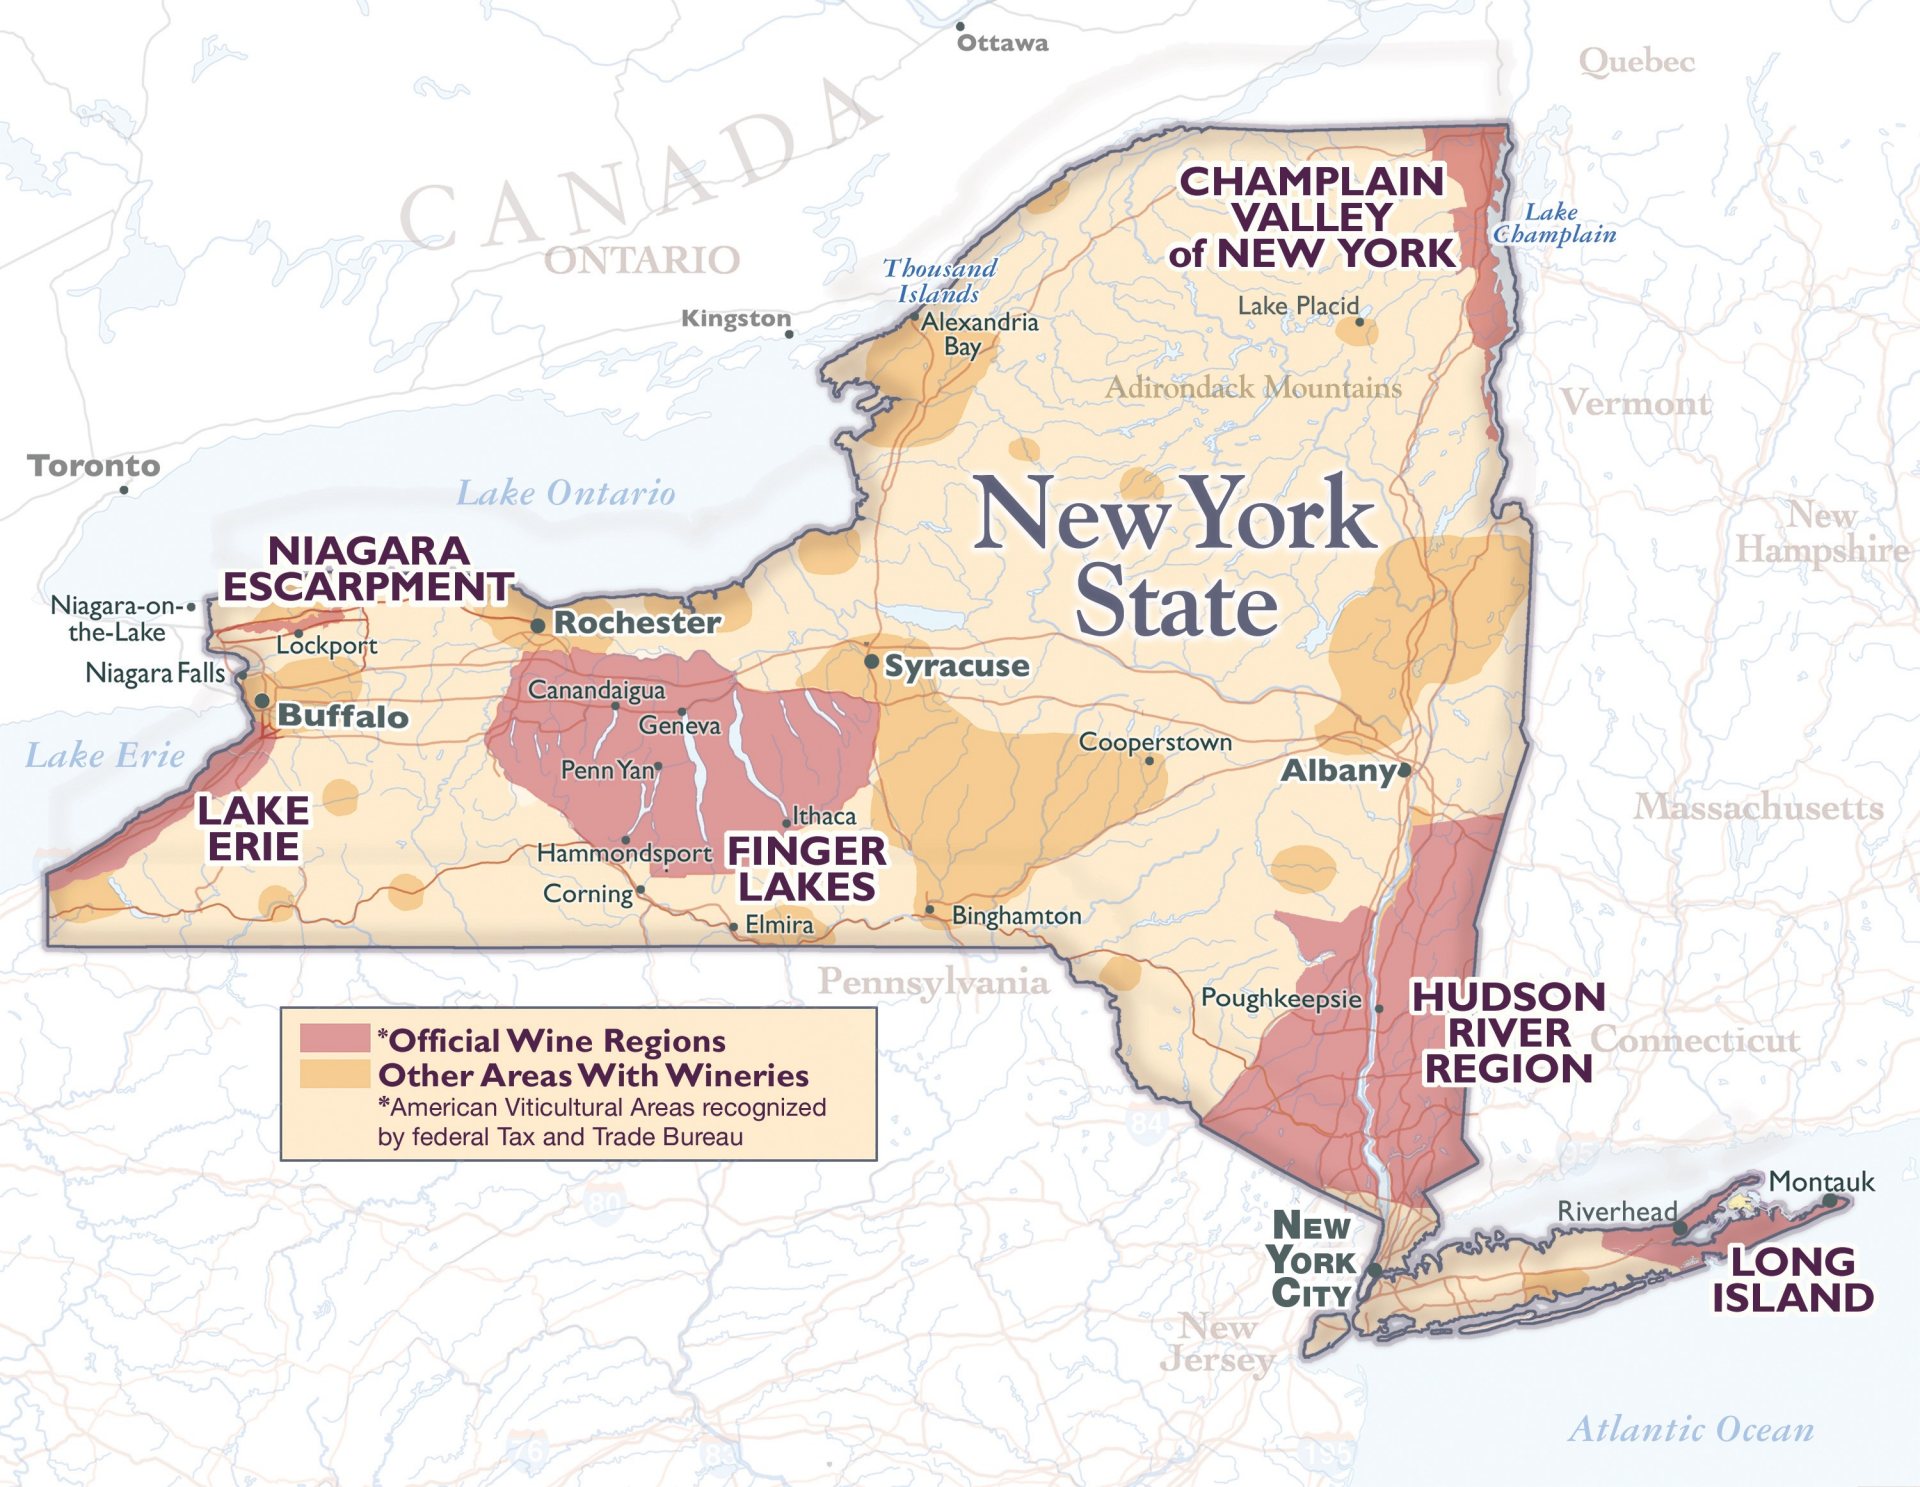 Ottawa
Quebec
CANADA
ONTARIO
CHAMPLAIN
VALLEY
of NEW YORK
Lake
Champlain
Thousand
Islands
Kingston
Alexandria
Bay
Lake Placid
Adirondack Mountains
Vermont
Toronto
Lake Ontario
New York
State
New
Hampshire
NIAGARA
ESCARPMENT
Niagara-on-
the-Lake
Lockport
Rochester
Niagara Falls
Syracuse
Canandaigua
Geneva
Buffalo
Lake Erie
Cooperstown
Penn Yan
Albany
LAKE
ERIE
Massachusetts
Ithaca
Hammondsport
FINGER
LAKES
Corning
Elmira
Binghamton
Pennsylvania
Poughkeepsie
HUDSON
RIVER
REGION
Connecticut
*Official Wine Regions
Other Areas With Wineries
*American Viticultural Areas recognized
by federal Tax and Trade Bureau
84
95
80
Montauk
Riverhead
NEW
YORK
CITY
LONG
ISLAND
New
Jersey
Atlantic Ocean
76